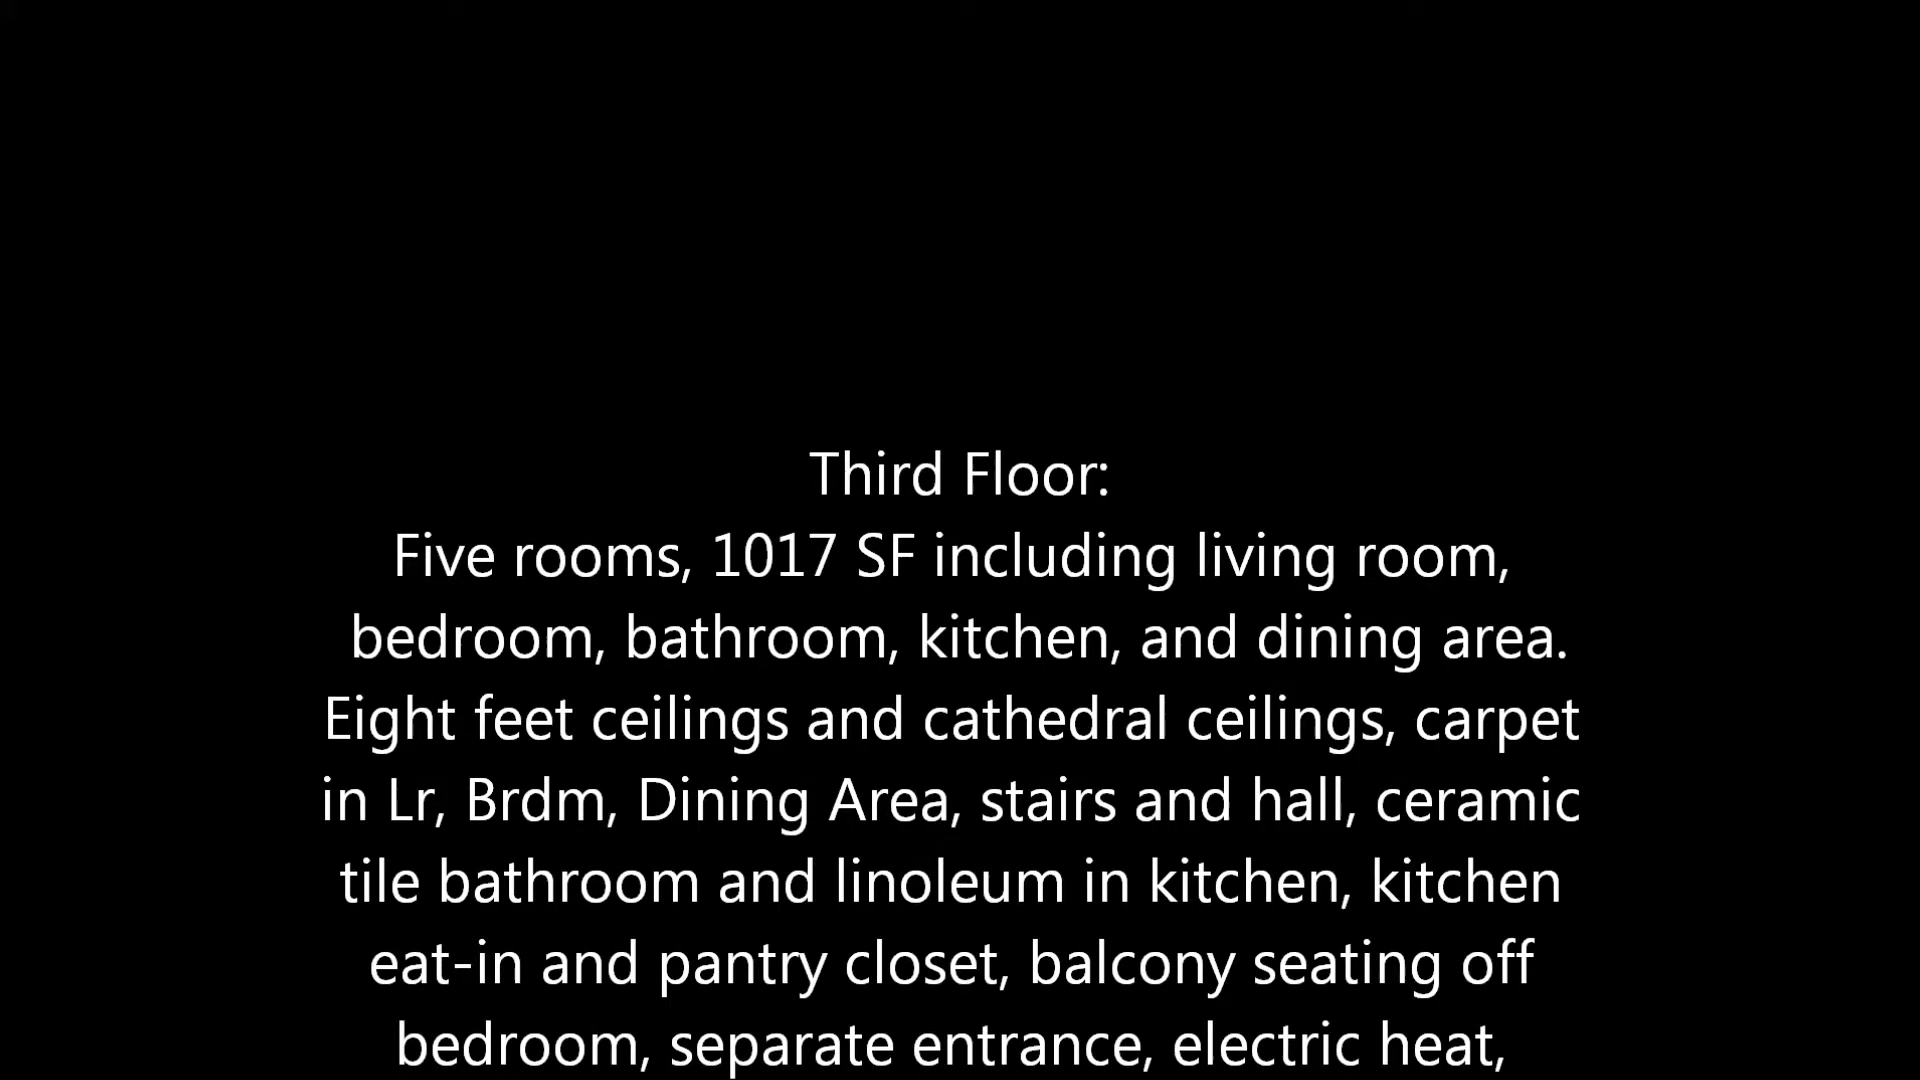 Third Floor:
Five rooms, 1017 SF including living room,
bedroom, bathroom, kitchen, and dining area.
Eight feet ceilings and cathedral ceilings, carpet
in Lr, Brdm, Dining Area, stairs and hall, ceramic
tile bathroom and linoleum in kitchen, kitchen
eat-in and pantry closet, balcony seating off
bedroom, separate entrance, electric heat,